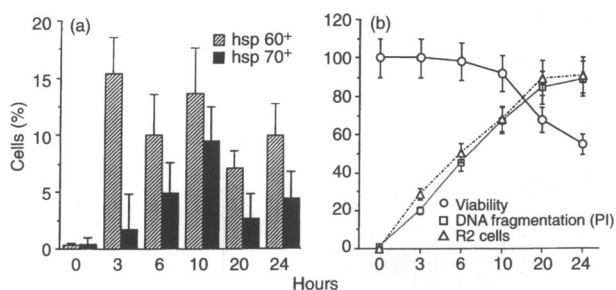 (a)
hsp 60+
hsp 70+
Cells (%)
20
15
10
5
0
0 3 6 10 20 24
(b)
120
100
80
60
40
20
0
Viability
DNA fragmentation (PI)
R2 cells
0 3 6 10 20 24
Hours